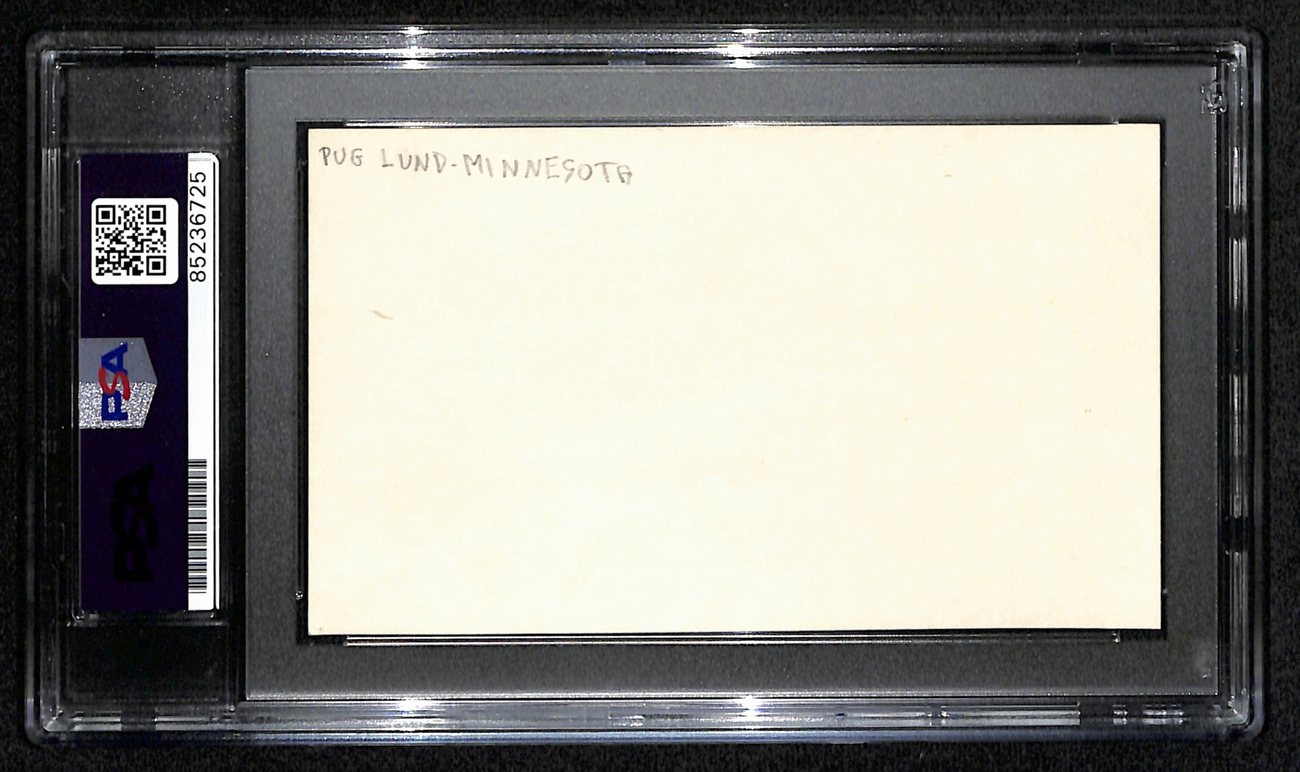 PUG LUND-MINNESOTA
85236725
PSA
PSA